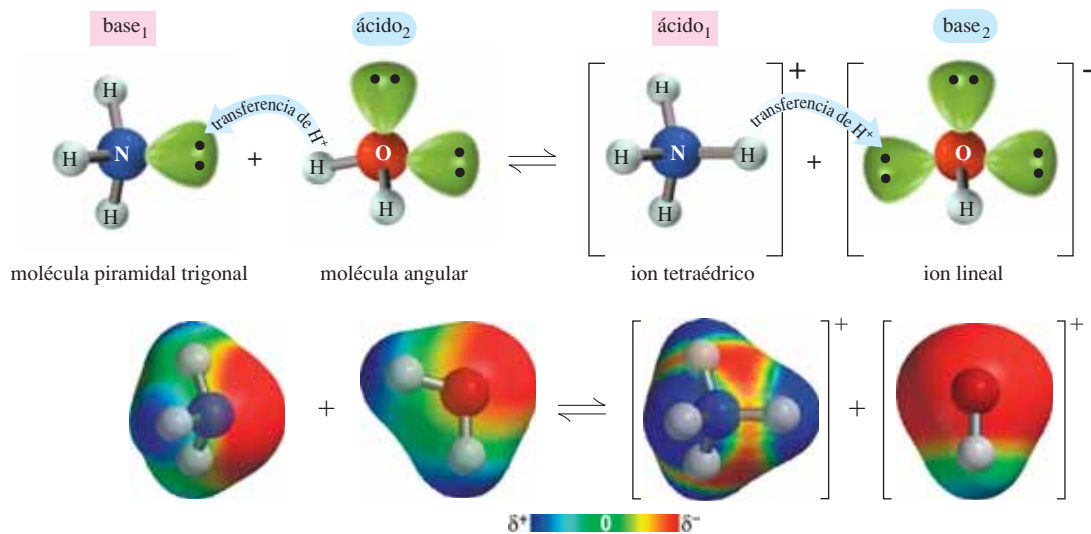 base₁ ácido₂ ácido₁ base₂
H H H N transferencia de H⁺ + H O H ⇌ [ H H H N H ]⁺ transferencia de H⁺ + [ O H ]⁻
molécula piramidal trigonal molécula angular ion tetraédrico ion lineal
+ ⇌ [ ]⁺ + [ ]⁺
δ⁺ 0 δ⁻